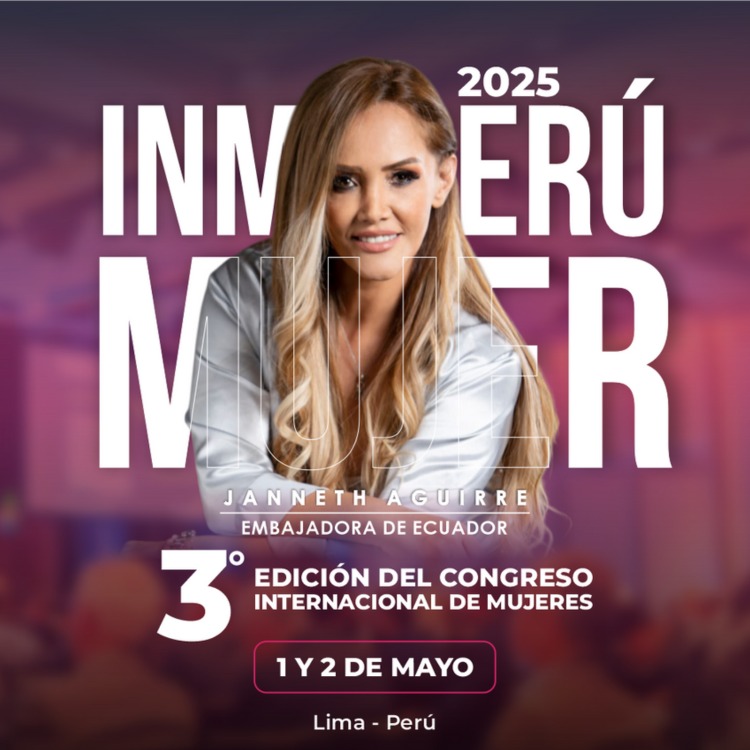 2025
INM ERÚ
MUJER
JANNETH AGUIRRE
EMBAJADORA DE ECUADOR
3° EDICIÓN DEL CONGRESO
INTERNACIONAL DE MUJERES
1 Y 2 DE MAYO
Lima - Perú